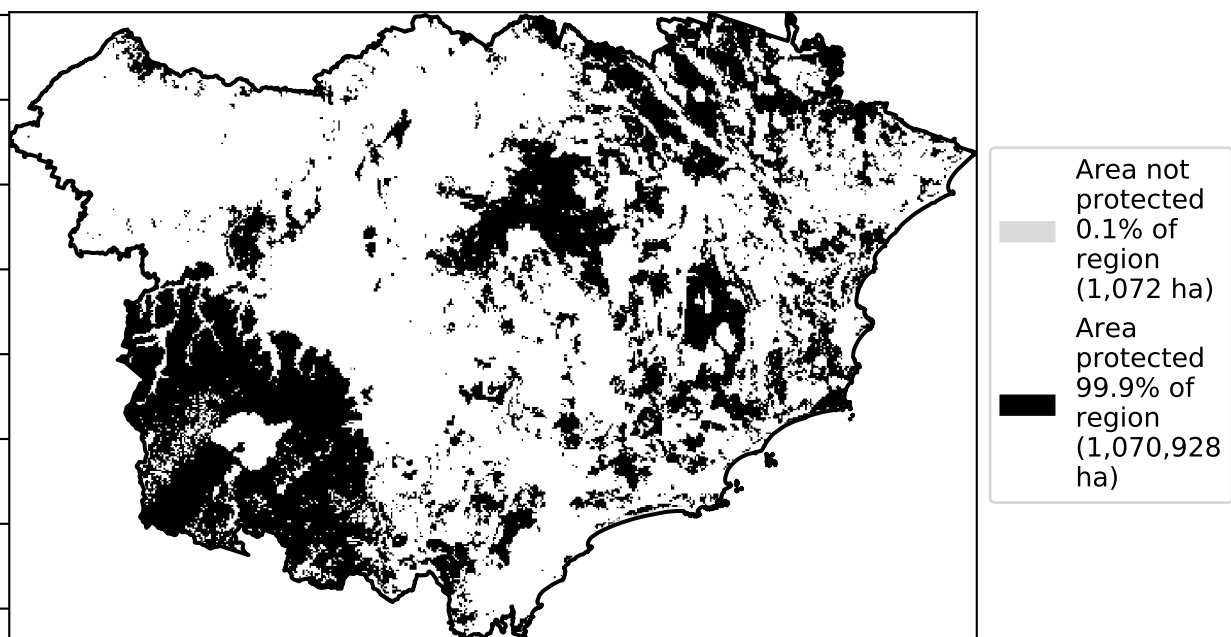 Area not
protected
0.1% of
region
(1,072 ha)
Area
protected
99.9% of
region
(1,070,928
ha)